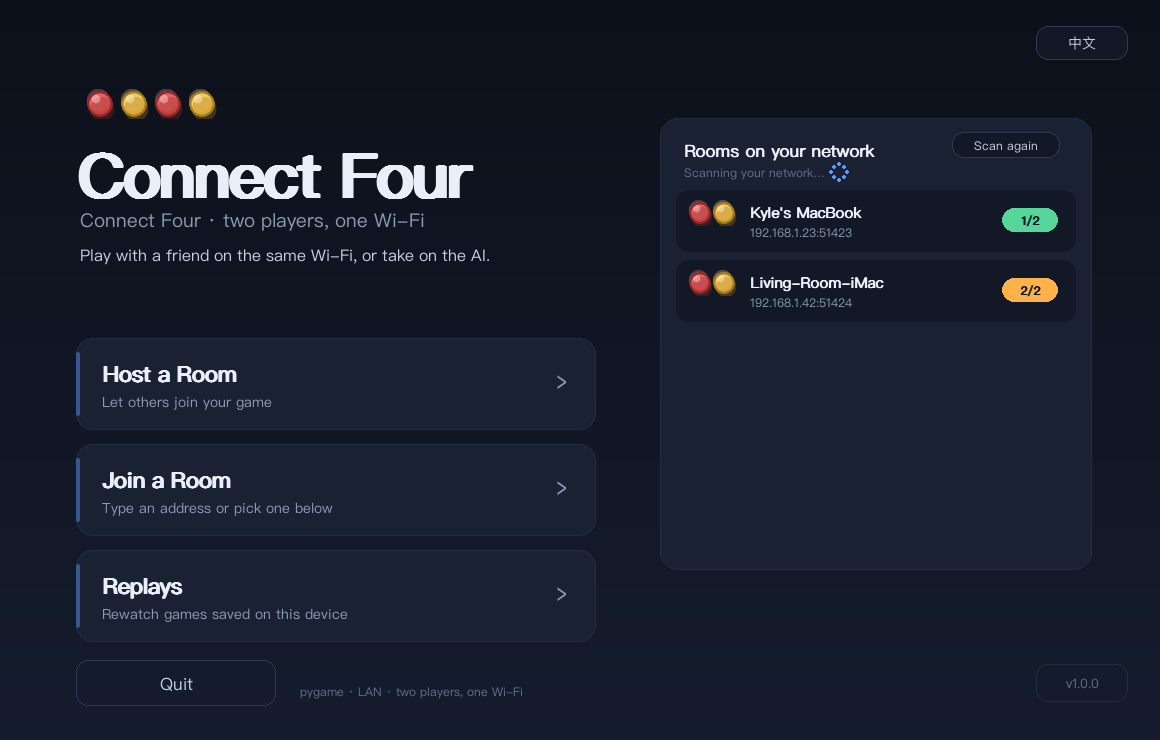 中文
Connect Four
Connect Four · two players, one Wi-Fi
Play with a friend on the same Wi-Fi, or take on the AI.
Host a Room
Let others join your game
>
Join a Room
Type an address or pick one below
>
Replays
Rewatch games saved on this device
>
Quit
pygame · LAN · two players, one Wi-Fi
Rooms on your network
Scan again
Scanning your network...
Kyle's MacBook
192.168.1.23:51423
1/2
Living-Room-iMac
192.168.1.42:51424
2/2
v1.0.0